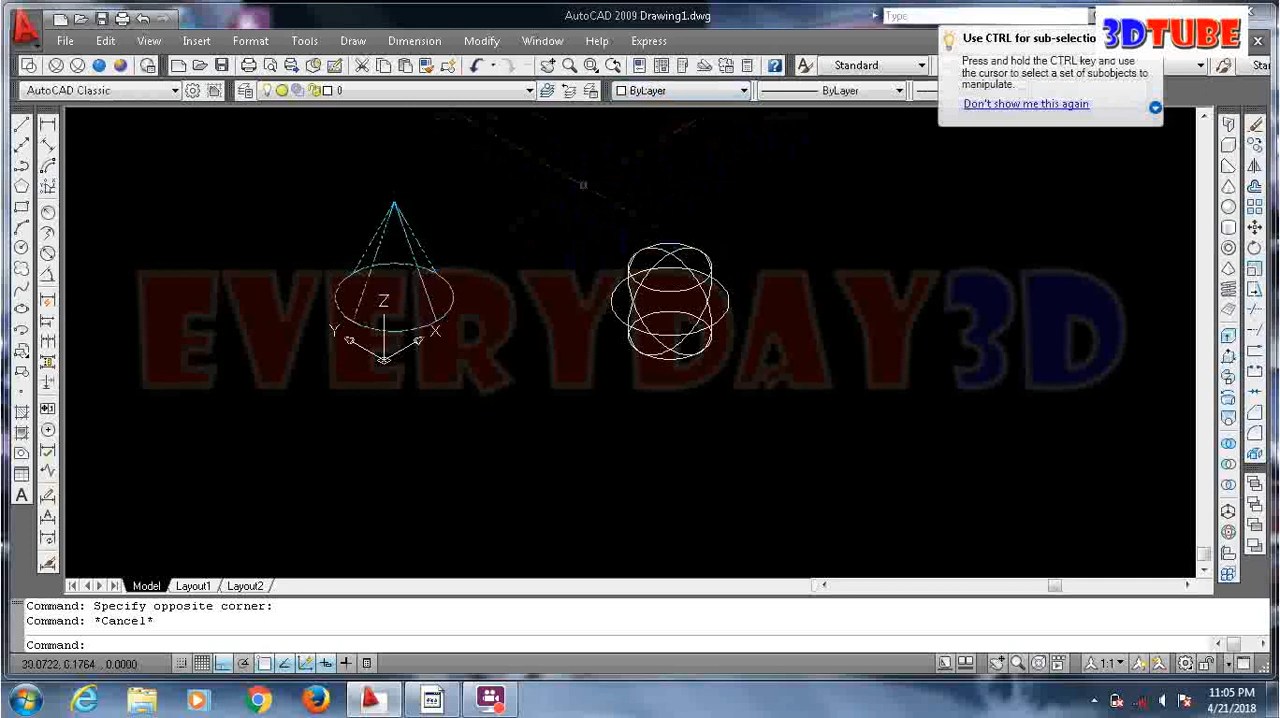 AutoCAD 2009 Drawing1.dwg
Type
File Edit View Insert Format Tools Draw Modify Help Express
Use CTRL for sub-selectio
3DTUBE
Press and hold the CTRL key and use
the cursor to select a set of subobjects to
manipulate.
Don't show me this again
Standard
AutoCAD Classic
0
ByLayer
ByLayer
EVERYDAY3D
Z
Y
X
A
A
Model Layout1 Layout2
Command: Specify opposite corner:
Command: *Cancel*
Command:
30.0722, 6.1764, 0.0000
1:1
11:05 PM
4/21/2018